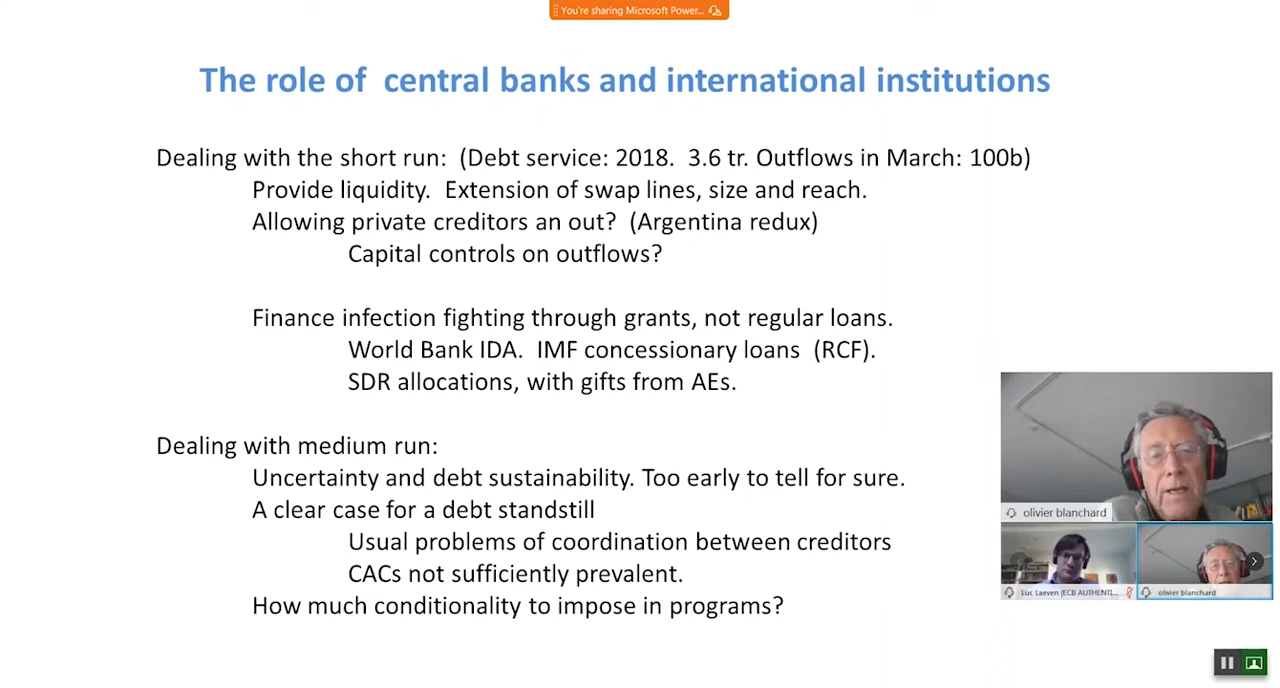 You're sharing Microsoft Power...
The role of central banks and international institutions
Dealing with the short run: (Debt service: 2018. 3.6 tr. Outflows in March: 100b)
Provide liquidity. Extension of swap lines, size and reach.
Allowing private creditors an out? (Argentina redux)
Capital controls on outflows?
Finance infection fighting through grants, not regular loans.
World Bank IDA. IMF concessionary loans (RCF).
SDR allocations, with gifts from AEs.
Dealing with medium run:
Uncertainty and debt sustainability. Too early to tell for sure.
A clear case for a debt standstill
Usual problems of coordination between creditors
CACs not sufficiently prevalent.
How much conditionality to impose in programs?
olivier blanchard
Luc Laeven (ECB AUTHENTI...
olivier blanchard